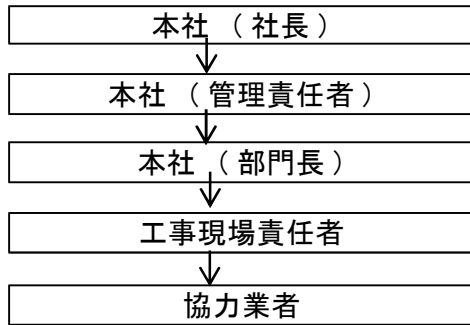 本社 （ 社長 ）
本社 （ 管理責任者 ）
本社 （ 部門長 ）
工事現場責任者
協力業者